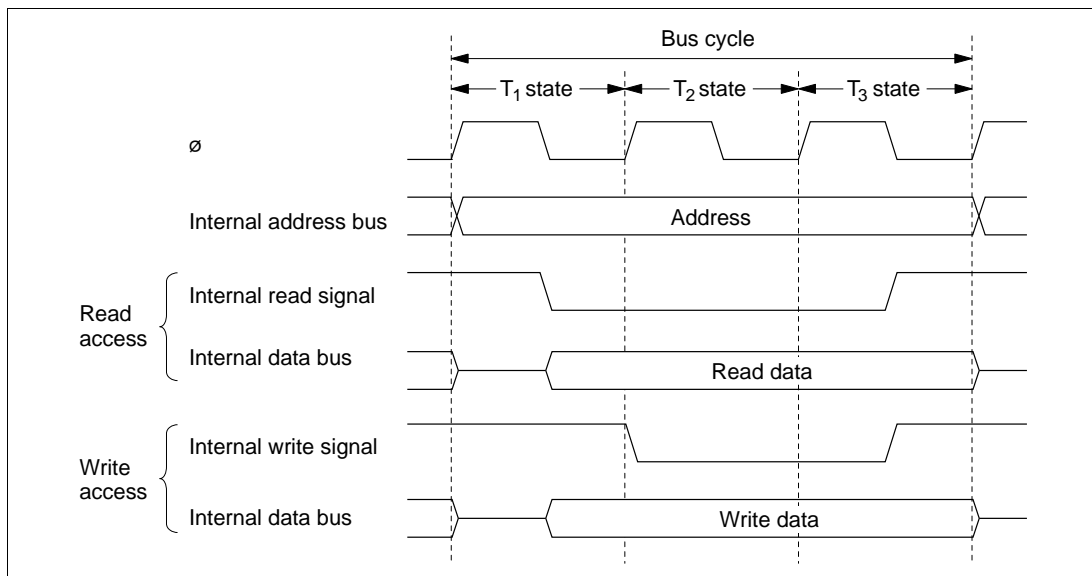 Bus cycle
T1 state
T2 state
T3 state
ø
Internal address bus
Address
Read
access
Internal read signal
Internal data bus
Read data
Write
access
Internal write signal
Internal data bus
Write data